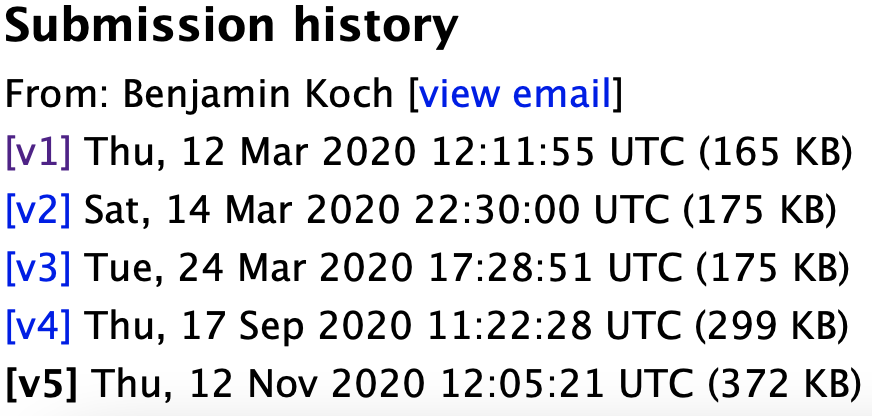 Submission history
From: Benjamin Koch [view email]
[v1] Thu, 12 Mar 2020 12:11:55 UTC (165 KB)
[v2] Sat, 14 Mar 2020 22:30:00 UTC (175 KB)
[v3] Tue, 24 Mar 2020 17:28:51 UTC (175 KB)
[v4] Thu, 17 Sep 2020 11:22:28 UTC (299 KB)
[v5] Thu, 12 Nov 2020 12:05:21 UTC (372 KB)